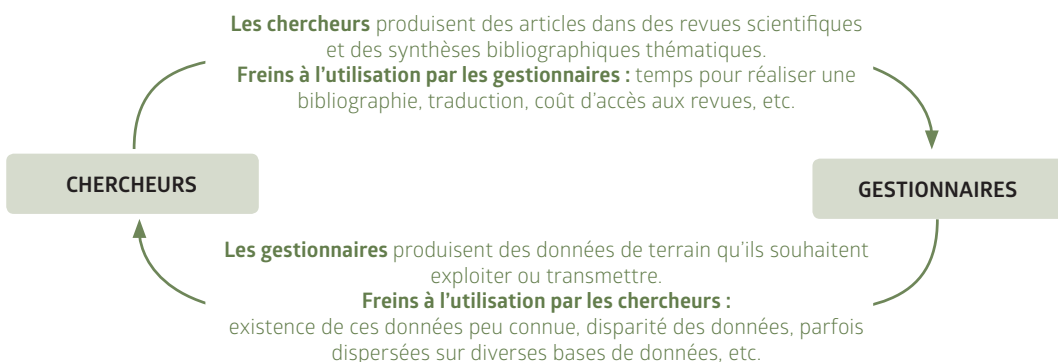 Les chercheurs produisent des articles dans des revues scientifiques
et des synthèses bibliographiques thématiques.
Freins à l'utilisation par les gestionnaires : temps pour réaliser une
bibliographie, traduction, coût d'accès aux revues, etc.
CHERCHEURS
GESTIONNAIRES
Les gestionnaires produisent des données de terrain qu'ils souhaitent
exploiter ou transmettre.
Freins à l'utilisation par les chercheurs :
existence de ces données peu connue, disparité des données, parfois
dispersées sur diverses bases de données, etc.